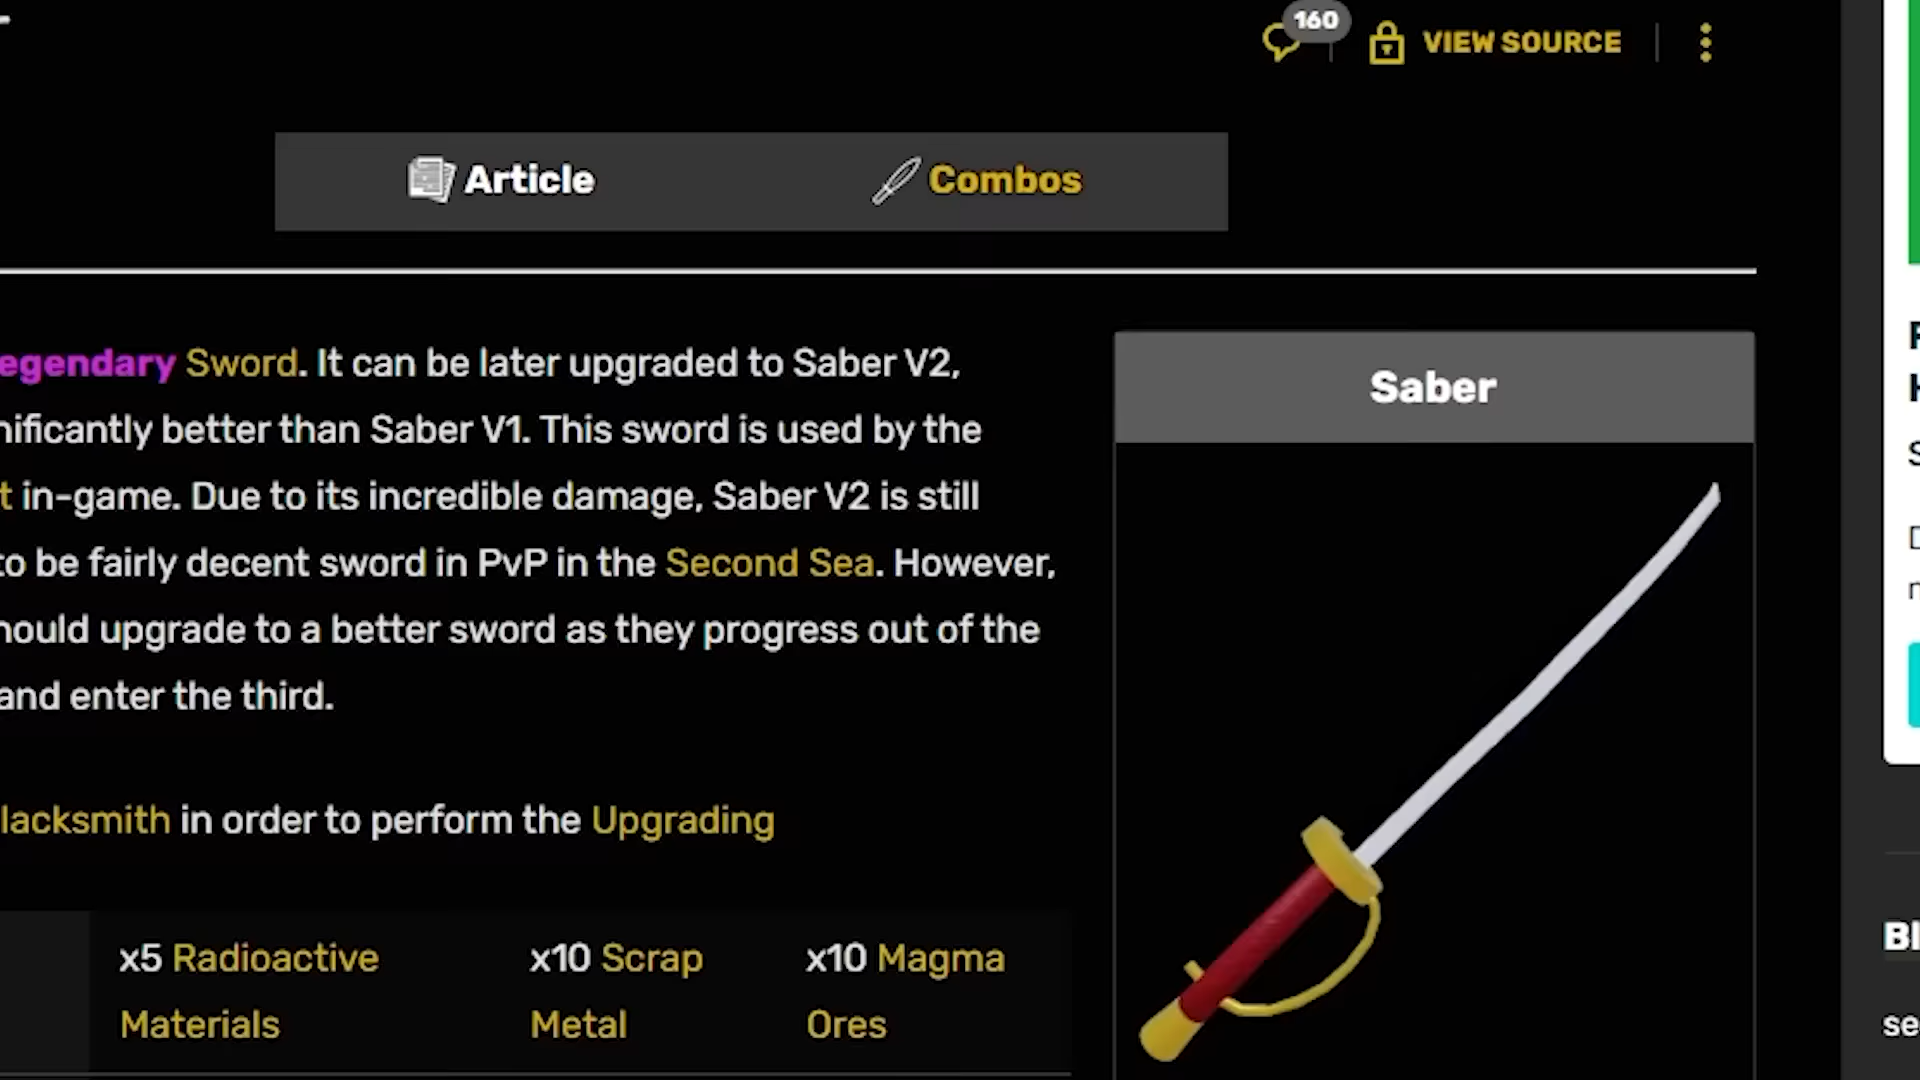 160
VIEW SOURCE
Article
Combos
egendary Sword. It can be later upgraded to Saber V2,
nificantly better than Saber V1. This sword is used by the
t in-game. Due to its incredible damage, Saber V2 is still
to be fairly decent sword in PvP in the Second Sea. However,
hould upgrade to a better sword as they progress out of the
and enter the third.
lacksmith in order to perform the Upgrading
x5 Radioactive
Materials
x10 Scrap
Metal
x10 Magma
Ores
Saber
Bl
se